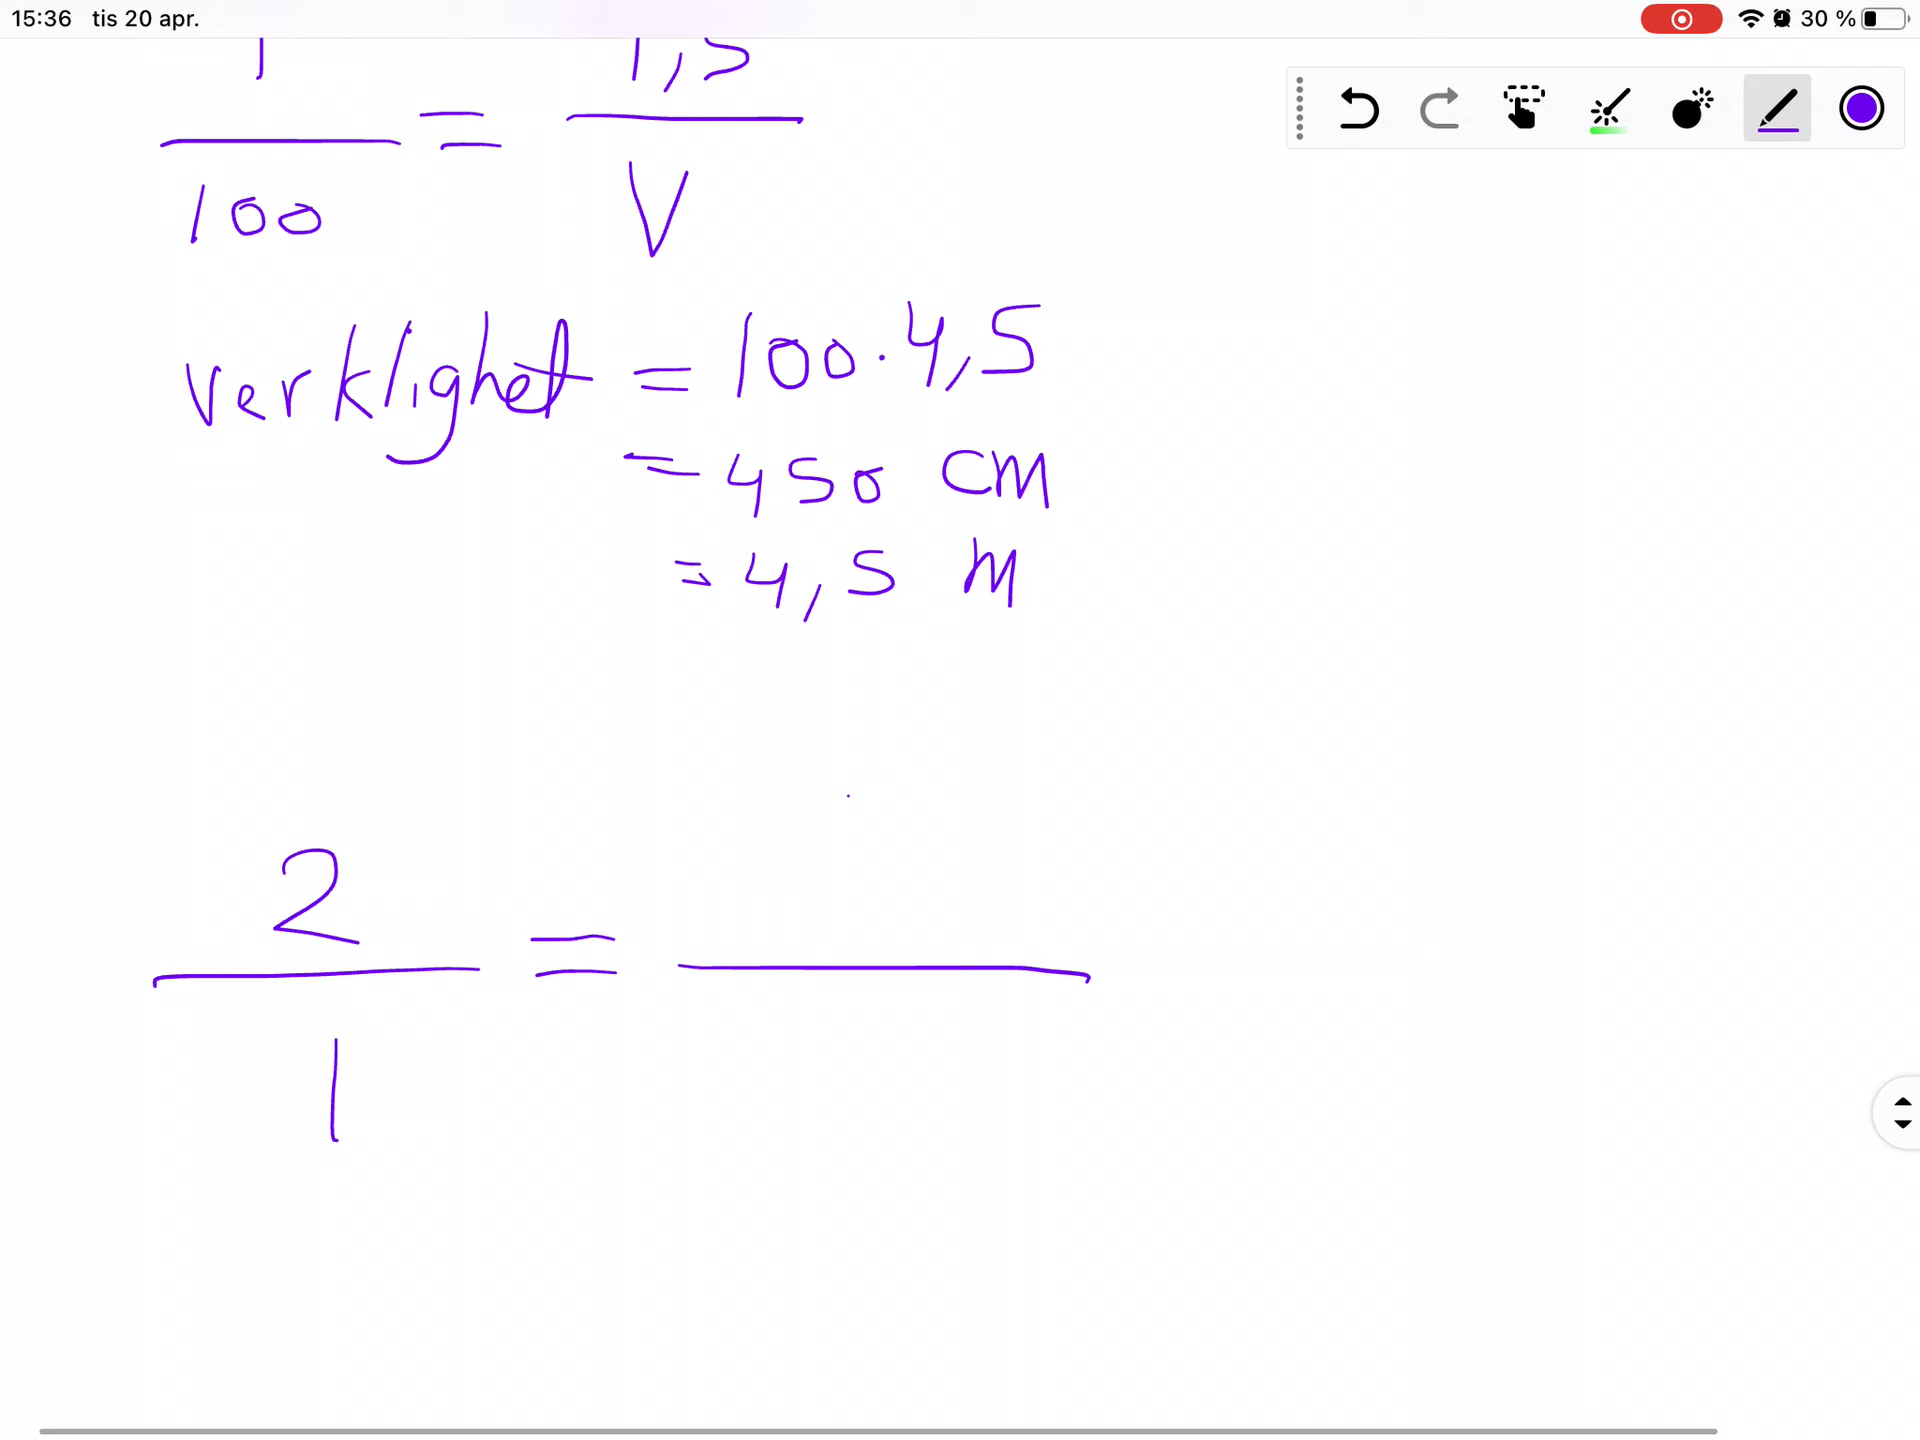 15:36 tis 20 apr. 30 %
1/100 = 4,5/V
verklighet = 100·4,5
= 450 cm
= 4,5 m
2/1 =